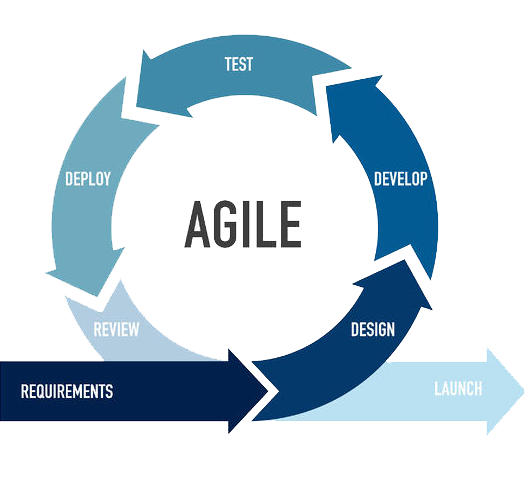 TEST
DEPLOY
DEVELOP
AGILE
REVIEW
DESIGN
REQUIREMENTS
LAUNCH